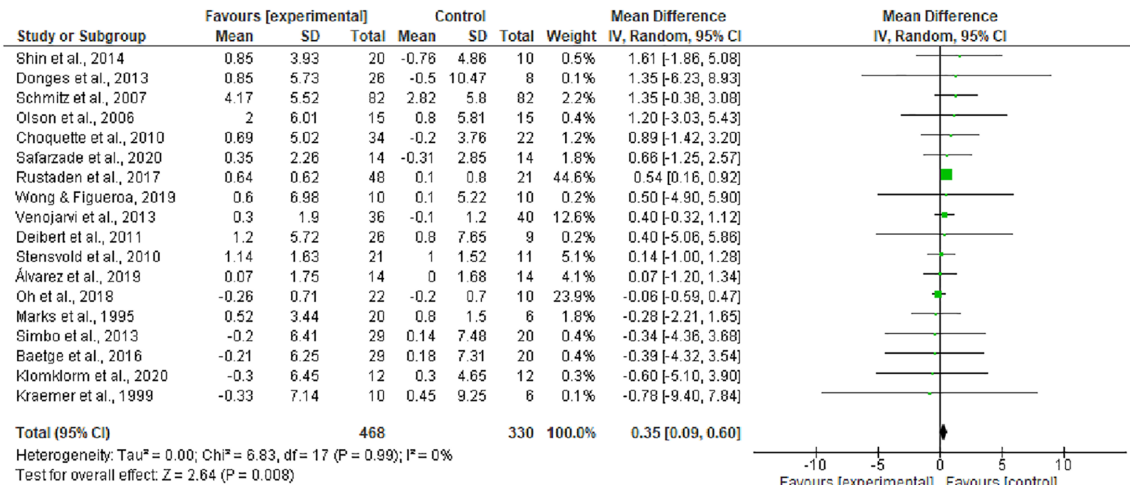 Favours [experimental] Control Mean Difference Mean Difference
Study or Subgroup Mean SD Total Mean SD Total Weight IV, Random, 95% CI IV, Random, 95% CI
Shin et al., 2014 0.85 3.93 20 -0.76 4.86 10 0.5% 1.61 [-1.86, 5.08]
Donges et al., 2013 0.85 5.73 26 -0.5 10.47 8 0.1% 1.35 [-6.23, 8.93]
Schmitz et al., 2007 4.17 5.52 82 2.82 5.8 82 2.2% 1.35 [-0.38, 3.08]
Olson et al., 2006 2 6.01 15 0.8 5.81 15 0.4% 1.20 [-3.03, 5.43]
Choquette et al., 2010 0.69 5.02 34 -0.2 3.76 22 1.2% 0.89 [-1.42, 3.20]
Safarzade et al., 2020 0.35 2.26 14 -0.31 2.85 14 1.8% 0.66 [-1.25, 2.57]
Rustaden et al., 2017 0.64 0.62 48 0.1 0.8 21 44.6% 0.54 [0.16, 0.92]
Wong & Figueroa, 2019 0.6 6.98 10 0.1 5.22 10 0.2% 0.50 [-4.90, 5.90]
Venojarvi et al., 2013 0.3 1.9 36 -0.1 1.2 40 12.6% 0.40 [-0.32, 1.12]
Deibert et al., 2011 1.2 5.72 26 0.8 7.65 9 0.2% 0.40 [-5.06, 5.86]
Stensvold et al., 2010 1.14 1.63 21 1 1.52 11 5.1% 0.14 [-1.00, 1.28]
Álvarez et al., 2019 0.07 1.75 14 0 1.68 14 4.1% 0.07 [-1.20, 1.34]
Oh et al., 2018 -0.26 0.71 22 -0.2 0.7 10 23.9% -0.06 [-0.59, 0.47]
Marks et al., 1995 0.52 3.44 20 0.8 1.5 6 1.8% -0.28 [-2.21, 1.65]
Simbo et al., 2013 -0.2 6.41 29 0.14 7.48 20 0.4% -0.34 [-4.36, 3.68]
Baetge et al., 2016 -0.21 6.25 29 0.18 7.31 20 0.4% -0.39 [-4.32, 3.54]
Klomklorm et al., 2020 -0.3 6.45 12 0.3 4.65 12 0.3% -0.60 [-5.10, 3.90]
Kraemer et al., 1999 -0.33 7.14 10 0.45 9.25 6 0.1% -0.78 [-9.40, 7.84]
Total (95% CI) 468 330 100.0% 0.35 [0.09, 0.60]
Heterogeneity: Tau² = 0.00; Chi² = 6.83, df = 17 (P = 0.99); I² = 0%
Test for overall effect: Z = 2.64 (P = 0.008)
-10 -5 0 5 10
Favours [experimental] Favours [control]